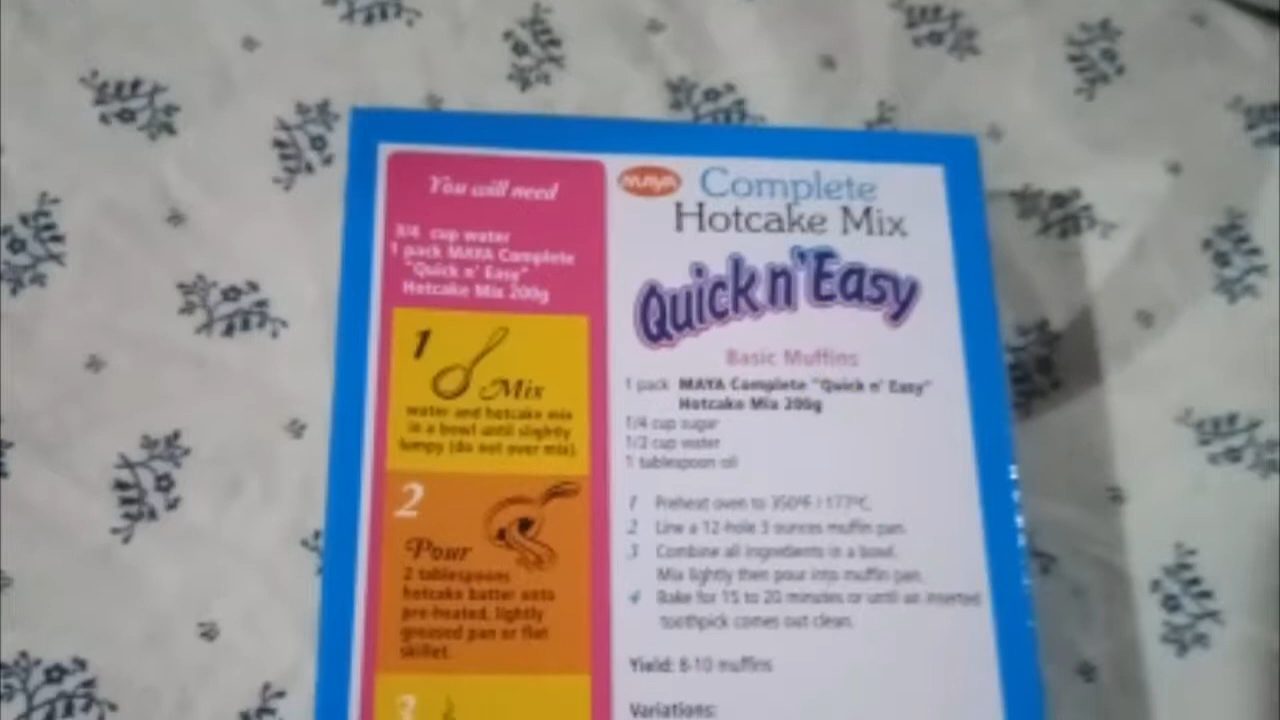 You will need
3/4 cup water
1 pack MAYA Complete
"Quick n' Easy"
Hotcake Mix 200g
1
Mix
water and hotcake mix
in a bowl until slightly
lumpy (do not over mix).
2
Pour
2 tablespoons
hotcake batter onto
pre-heated, lightly
greased pan or flat
skillet.
3
MAYA Complete
Hotcake Mix
Quick n' Easy
Basic Muffins
1 pack MAYA Complete "Quick n' Easy"
Hotcake Mix 200g
1/4 cup sugar
1/2 cup water
1 tablespoon oil
1 Preheat oven to 350°F / 177°C.
2 Line a 12-hole 3 ounces muffin pan.
3 Combine all ingredients in a bowl.
Mix lightly then pour into muffin pan.
4 Bake for 15 to 20 minutes or until an inserted
toothpick comes out clean.
Yield: 8-10 muffins
Variations: